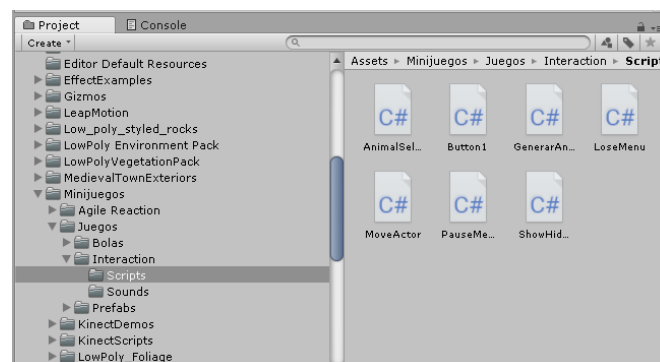 Project
Console
Create
Editor Default Resources
EffectExamples
Gizmos
LeapMotion
Low_poly_styled_rocks
LowPoly Environment Pack
LowPolyVegetationPack
MedievalTownExteriors
Minijuegos
Agile Reaction
Juegos
Bolas
Interaction
Scripts
Sounds
Prefabs
KinectDemos
KinectScripts
LowPoly_Foliage
Assets ▸ Minijuegos ▸ Juegos ▸ Interaction ▸ Scrip
C# C# C# C#
AnimalSel... Button1 GenerarAn... LoseMenu
C# C# C#
MoveActor PauseMe... ShowHid...